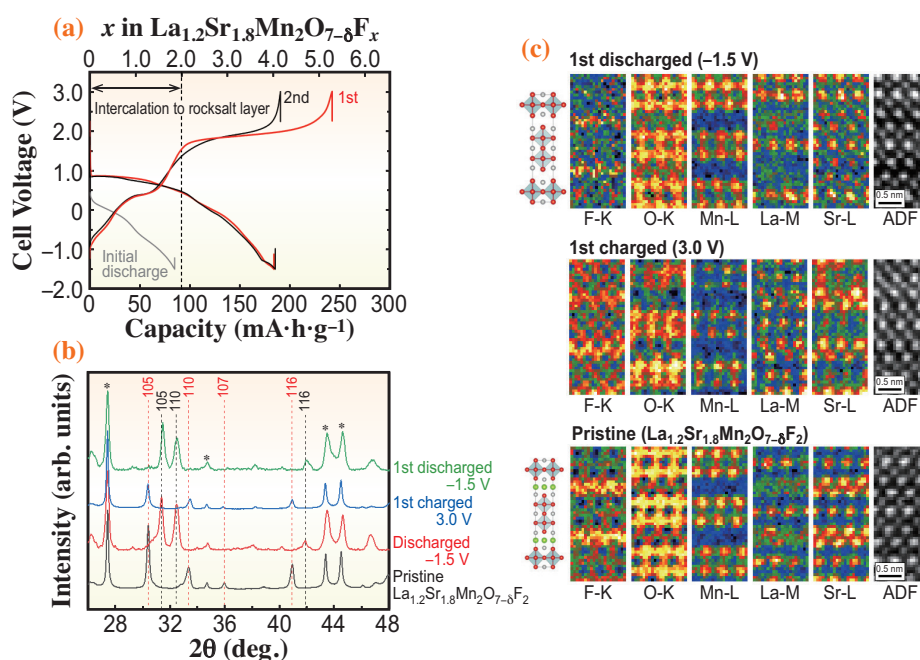 (a)
x in La1.2Sr1.8Mn2O7–δFx
0 1.0 2.0 3.0 4.0 5.0 6.0
Cell Voltage (V)
3.0
2.0
1.0
0
–1.0
–2.0
Intercalation to rocksalt layer
2nd
1st
Initial
discharge
0 50 100 150 200 250 300
Capacity (mA·h·g–1)
(b)
Intensity (arb. units)
*
105
105
110
110
107
116
116
*
*
*
1st discharged
–1.5 V
1st charged
3.0 V
Discharged
–1.5 V
Pristine
La1.2Sr1.8Mn2O7–δF2
28 32 36 40 44 48
2θ (deg.)
(c)
1st discharged (–1.5 V)
0.5 nm
F-K O-K Mn-L La-M Sr-L ADF
1st charged (3.0 V)
0.5 nm
F-K O-K Mn-L La-M Sr-L ADF
Pristine (La1.2Sr1.8Mn2O7–δF2)
0.5 nm
F-K O-K Mn-L La-M Sr-L ADF